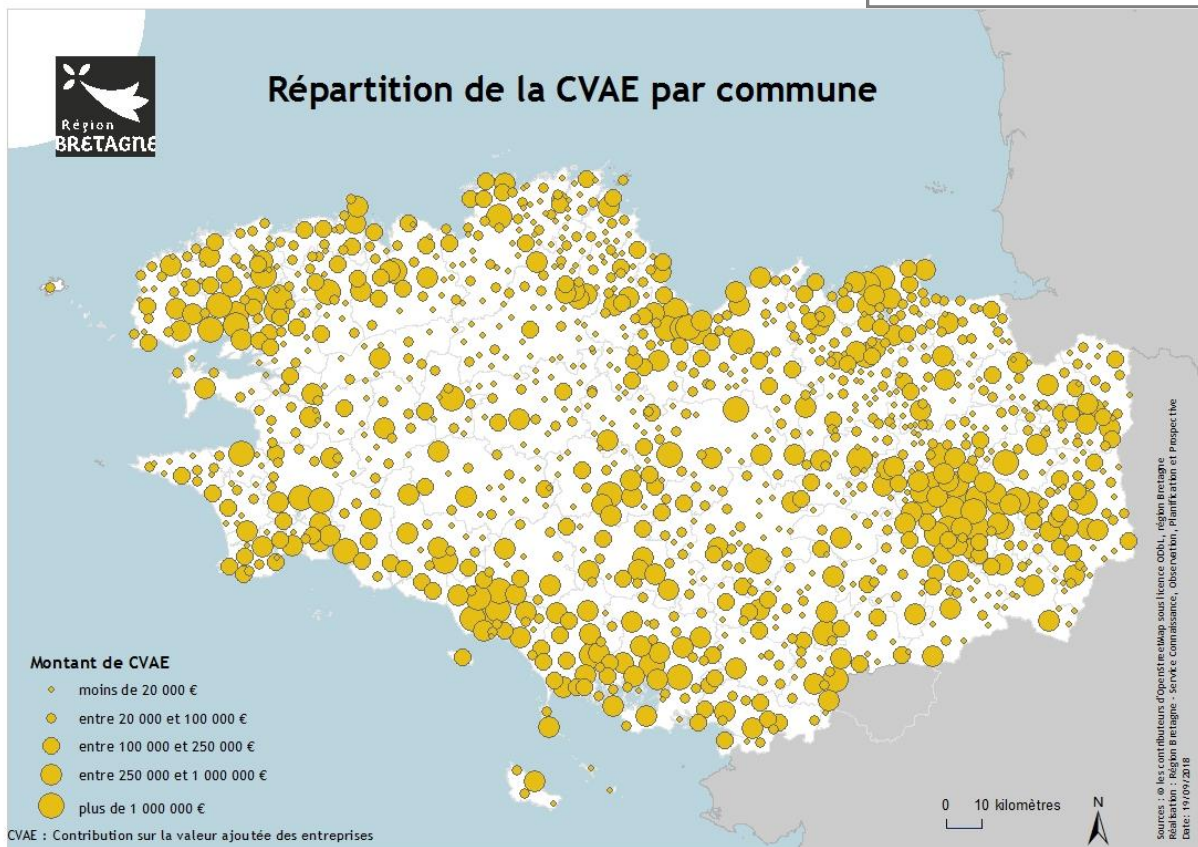 Répartition de la CVAE par commune
Région
BRETAGNE
Montant de CVAE
moins de 20 000 €
entre 20 000 et 100 000 €
entre 100 000 et 250 000 €
entre 250 000 et 1 000 000 €
plus de 1 000 000 €
CVAE : Contribution sur la valeur ajoutée des entreprises
0 10 kilomètres
N
Sources : © les contributeurs d'OpenStreetMap sous licence ODbL, région Bretagne
Réalisation : Région Bretagne - Service Connaissance, Observation, Planification et Prospective
Date: 19/09/2018